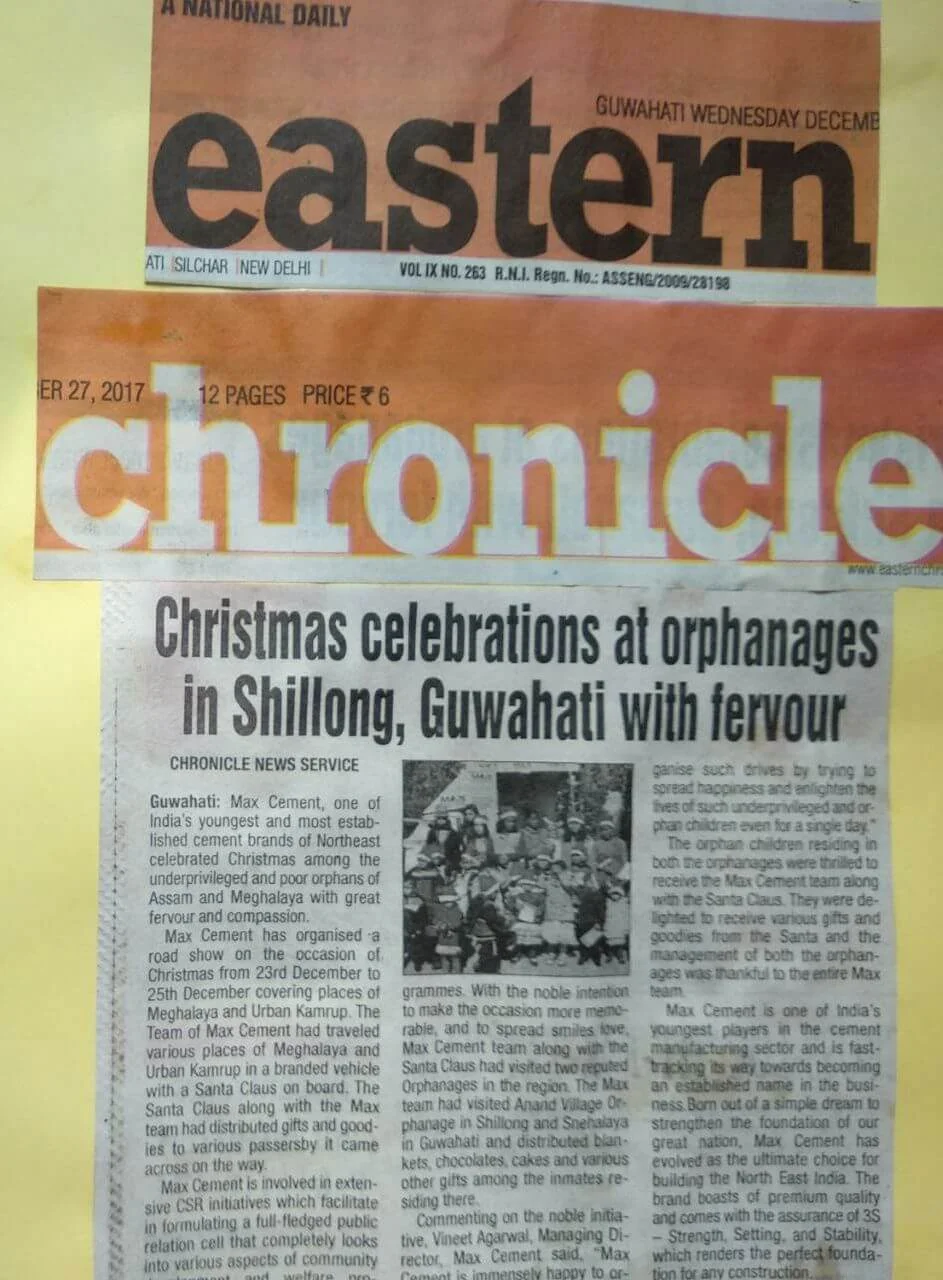 A NATIONAL DAILY
GUWAHATI WEDNESDAY DECEMB
eastern
ATI | SILCHAR | NEW DELHI |
VOL IX NO. 263 R.N.I. Regn. No.: ASSENG/2009/28198
ER 27, 2017 12 PAGES PRICE ₹ 6
chronicle
www.easternchr
Christmas celebrations at orphanages
in Shillong, Guwahati with fervour
CHRONICLE NEWS SERVICE
Guwahati: Max Cement, one of
India's youngest and most estab-
lished cement brands of Northeast
celebrated Christmas among the
underprivileged and poor orphans of
Assam and Meghalaya with great
fervour and compassion.
Max Cement has organised a
road show on the occasion of
Christmas from 23rd December to
25th December covering places of
Meghalaya and Urban Kamrup. The
Team of Max Cement had traveled
various places of Meghalaya and
Urban Kamrup in a branded vehicle
with a Santa Claus on board. The
Santa Claus along with the Max
team had distributed gifts and good-
ies to various passersby it came
across on the way.
Max Cement is involved in exten-
sive CSR initiatives which facilitate
in formulating a full-fledged public
relation cell that completely looks
into various aspects of community
and welfare pro-
grammes. With the noble intention
to make the occasion more memo-
rable, and to spread smiles love,
Max Cement team along with the
Santa Claus had visited two reputed
Orphanages in the region. The Max
team had visited Anand Village Or-
phanage in Shillong and Snehalaya
in Guwahati and distributed blan-
kets, chocolates, cakes and various
other gifts among the inmates re-
siding there.
Commenting on the noble initia-
tive, Vineet Agarwal, Managing Di-
rector, Max Cement said, "Max
Cement is immensely happy to or-
ganise such drives by trying to
spread happiness and enlighten the
lives of such underprivileged and or-
phan children even for a single day."
The orphan children residing in
both the orphanages were thrilled to
receive the Max Cement team along
with the Santa Claus. They were de-
lighted to receive various gifts and
goodies from the Santa and the
management of both the orphan-
ages was thankful to the entire Max
team.
Max Cement is one of India's
youngest players in the cement
manufacturing sector and is fast-
tracking its way towards becoming
an established name in the busi-
ness.Born out of a simple dream to
strengthen the foundation of our
great nation, Max Cement has
evolved as the ultimate choice for
building the North East India. The
brand boasts of premium quality
and comes with the assurance of 3S
– Strength, Setting, and Stability,
which renders the perfect founda-
tion for any construction.